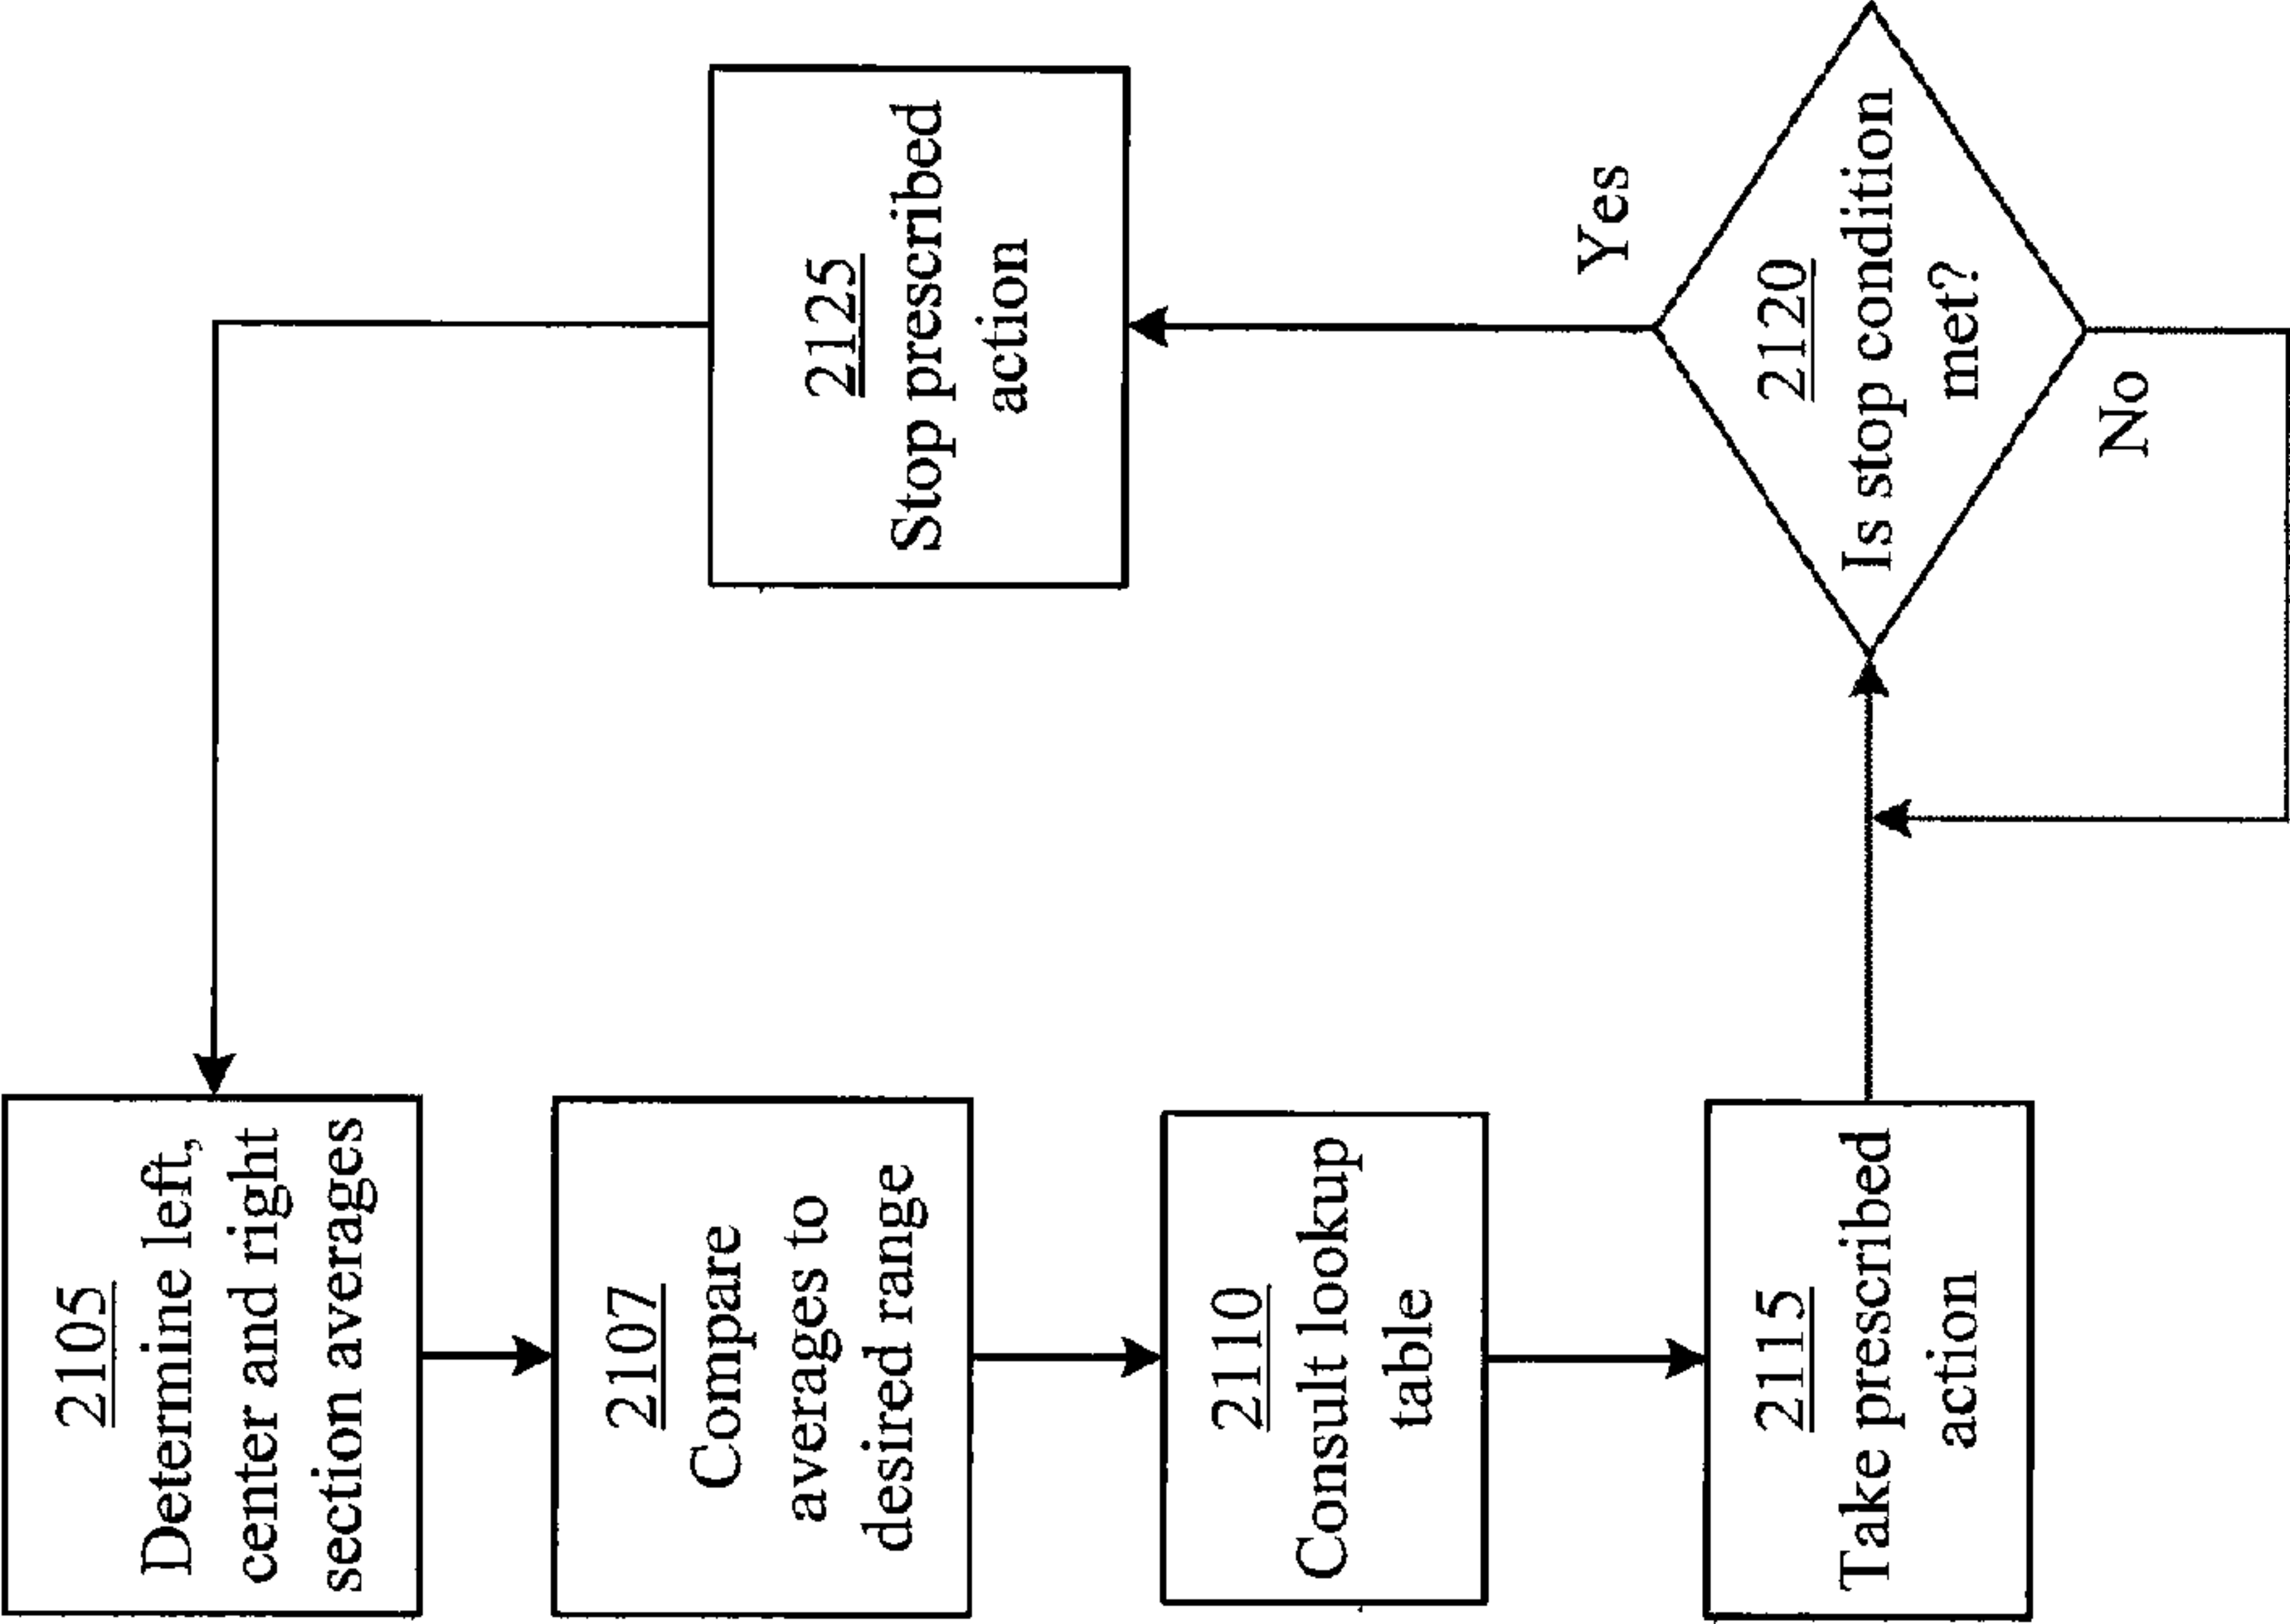 2105
Determine left,
center and right
section averages
2107
Compare
averages to
desired range
2110
Consult lookup
table
2115
Take prescribed
action
2120
Is stop condition
met?
Yes
No
2125
Stop prescribed
action